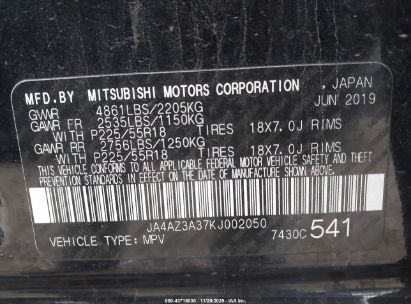 MFD.BY MITSUBISHI MOTORS CORPORATION , JAPAN
GVWR 4861LBS/2205KG JUN 2019
GAWR FR 2535LBS/1150KG
WITH P225/55R18 TIRES 18X7.0J RIMS
GAWR RR 2756LBS/1250KG
WITH P225/55R18 TIRES 18X7.0J RIMS
THIS VEHICLE CONFORMS TO ALL APPLICABLE FEDERAL MOTOR
VEHICLE SAFETY AND THEFT PREVENTION STANDARDS IN EFFECT
ON THE DATE OF MANUFACTURE SHOWN ABOVE.
JA4AZ3A37KJ002050
VEHICLE TYPE: MPV 7430C 541